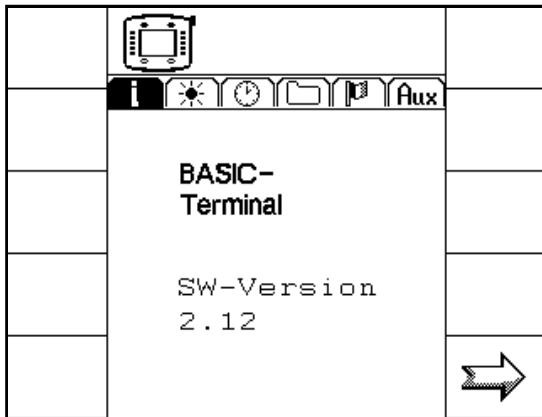 i
Aux
BASIC-
Terminal
SW-Version
2.12